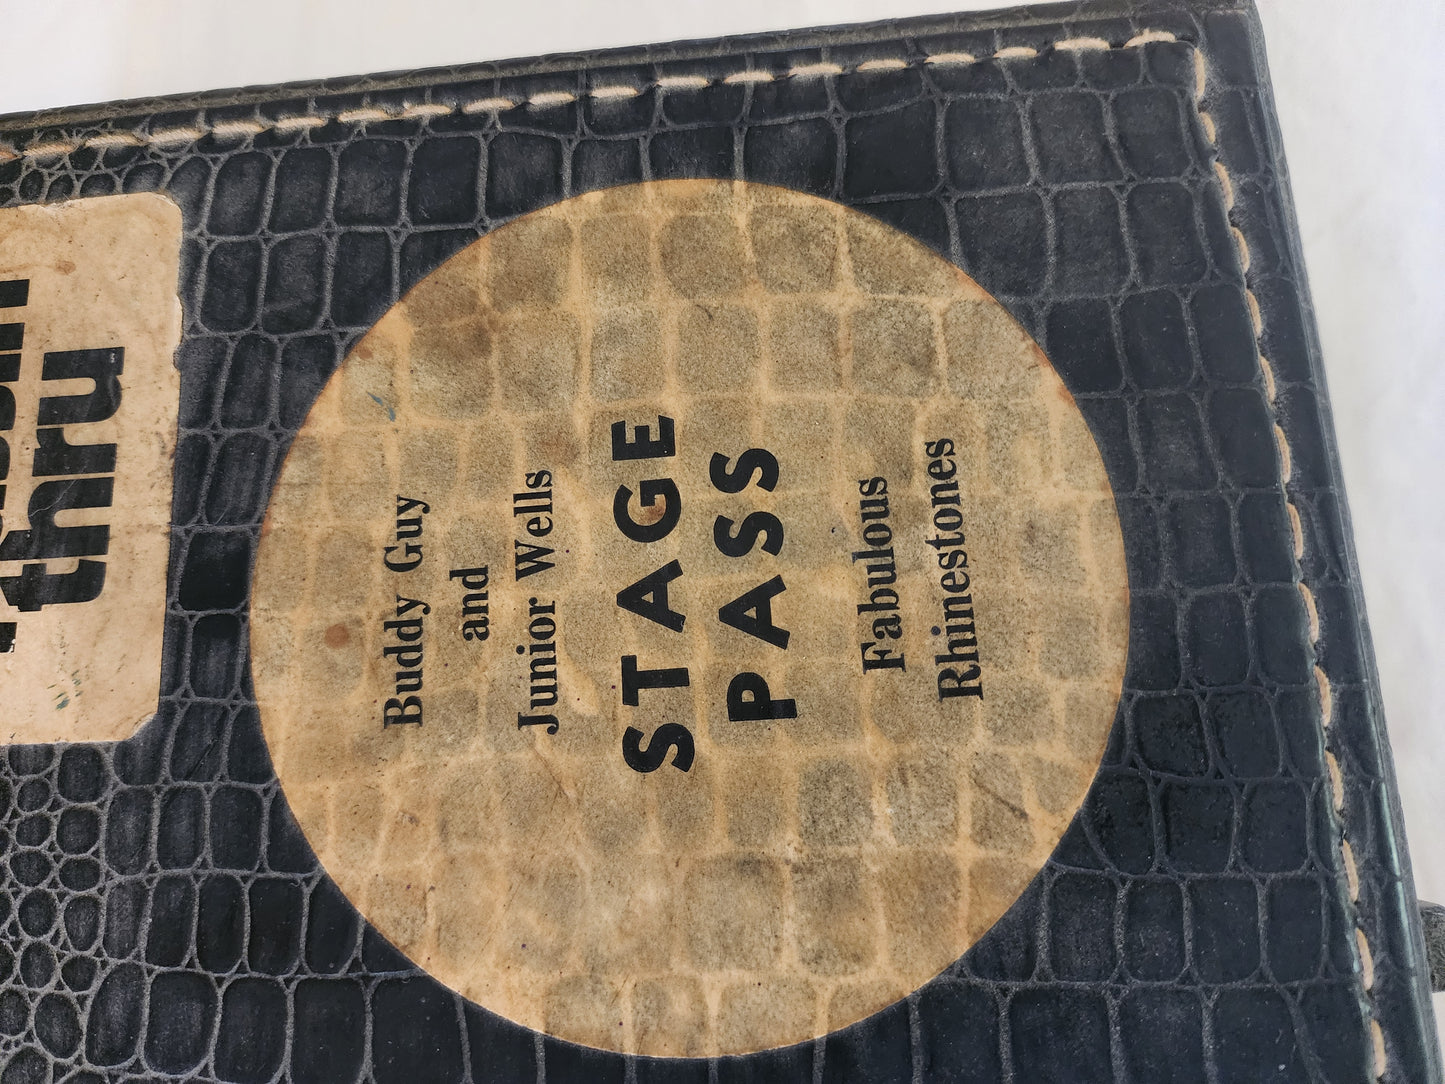 thru
Buddy Guy
and
Junior Wells
STAGE
PASS
Fabulous
Rhinestones